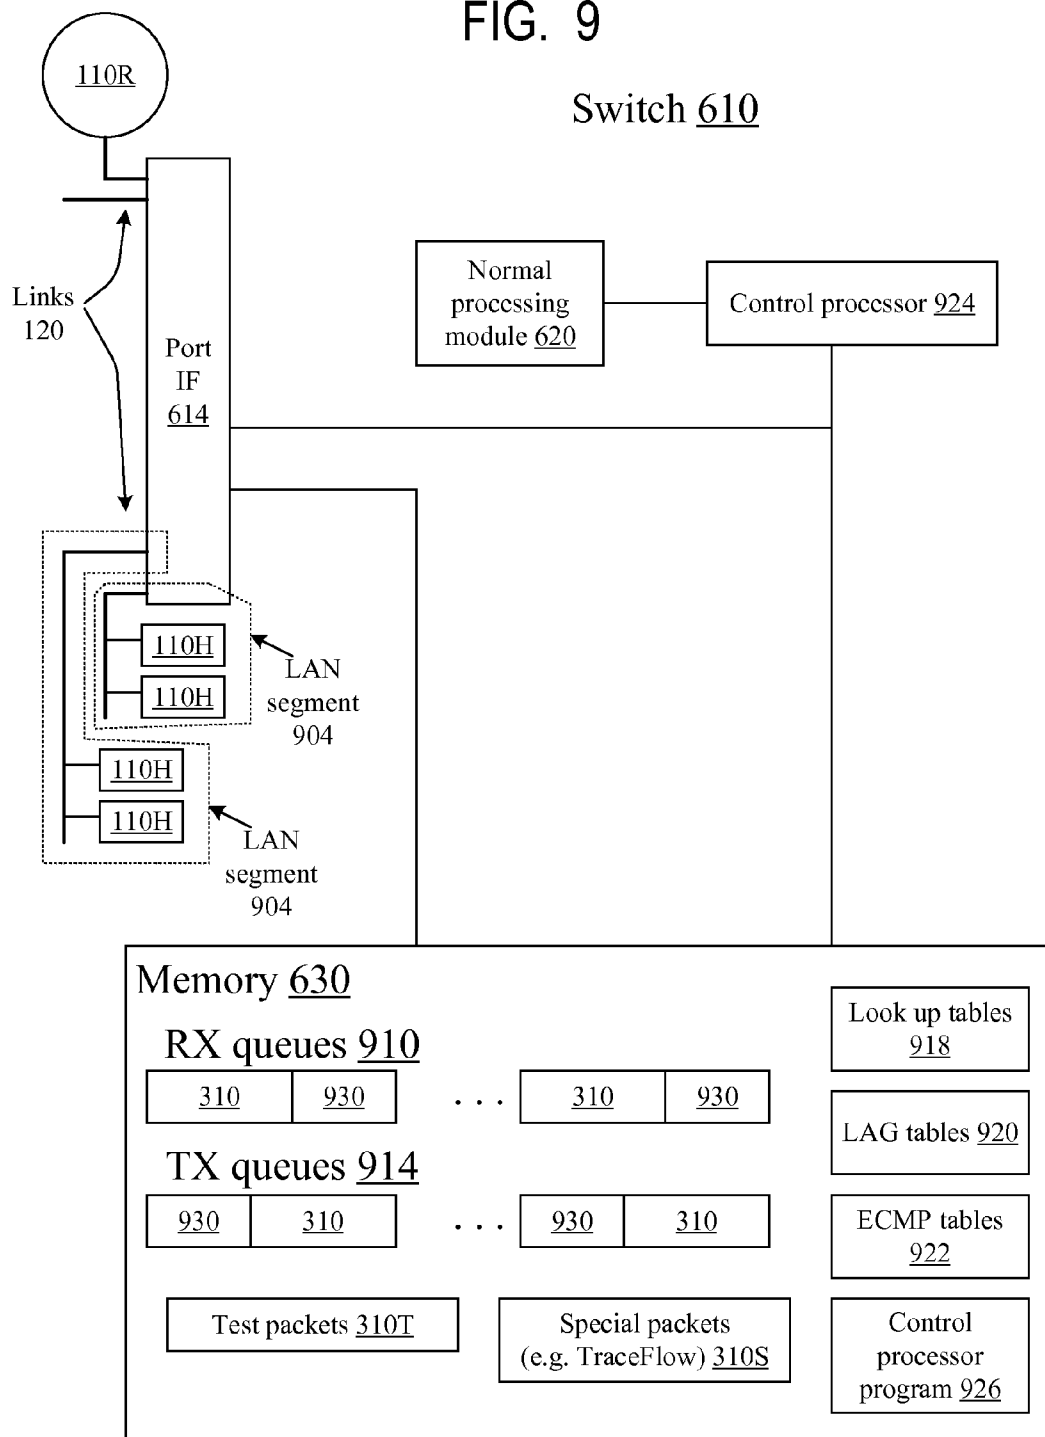 FIG. 9
110R
Switch 610
Links
120
Port
IF
614
Normal
processing
module 620
Control processor 924
110H
110H
LAN
segment
904
110H
110H
LAN
segment
904
Memory 630
RX queues 910
310 930 . . . 310 930
TX queues 914
930 310 . . . 930 310
Test packets 310T
Special packets
(e.g. TraceFlow) 310S
Look up tables
918
LAG tables 920
ECMP tables
922
Control
processor
program 926